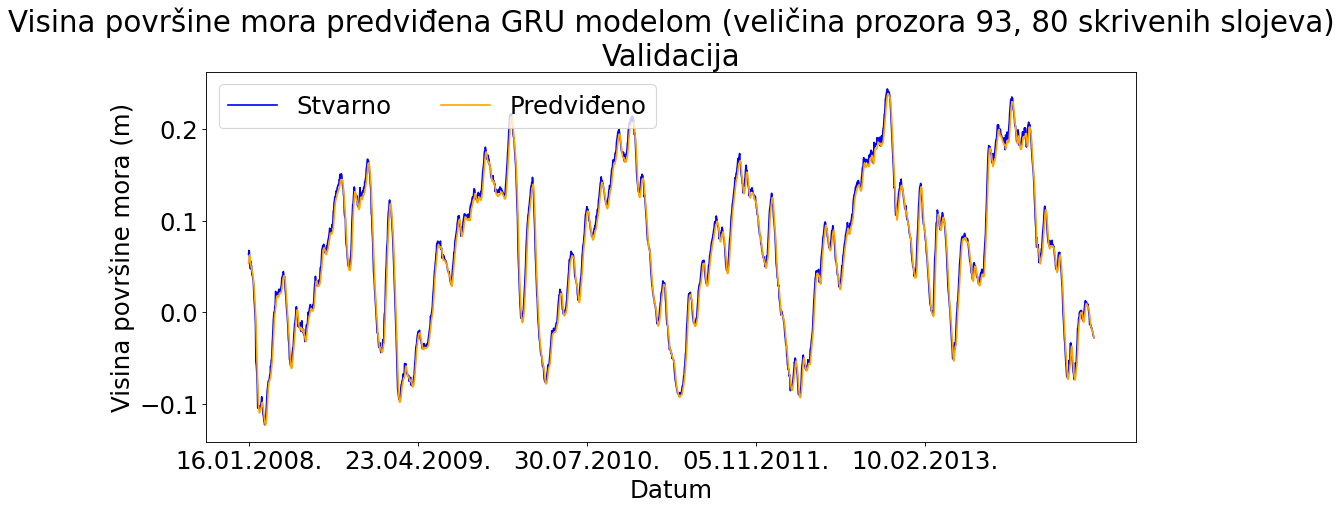 Visina površine mora predviđena GRU modelom (veličina prozora 93, 80 skrivenih slojeva)
Validacija
Stvarno
Predviđeno
Visina površine mora (m)
0.2
0.1
0.0
−0.1
16.01.2008.
23.04.2009.
30.07.2010.
05.11.2011.
10.02.2013.
Datum